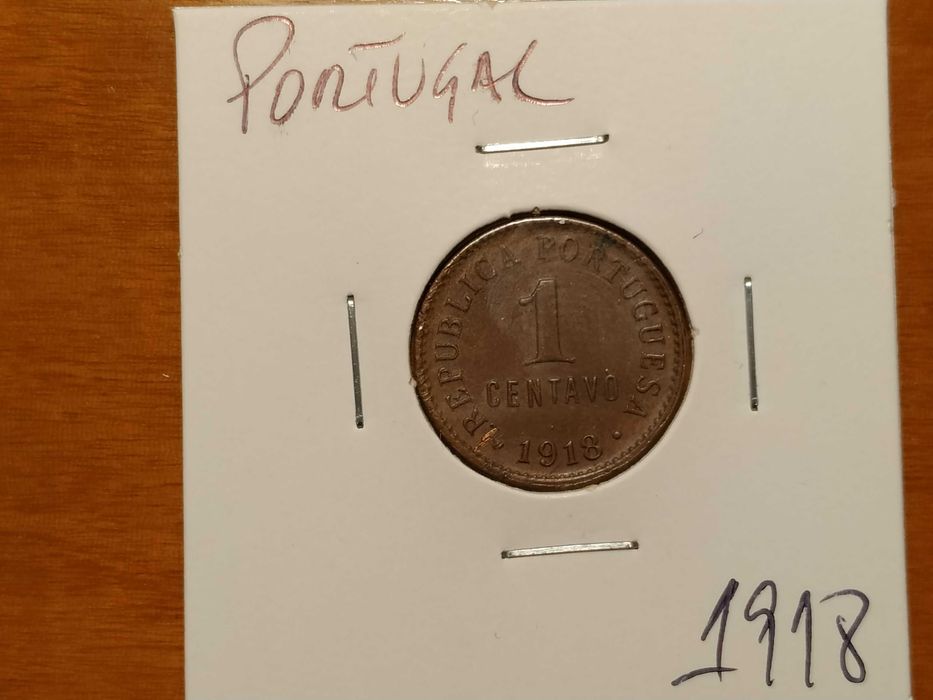 PORTUGAL
REPUBLICA PORTUGUESA
1
CENTAVO
• 1918 •
1918